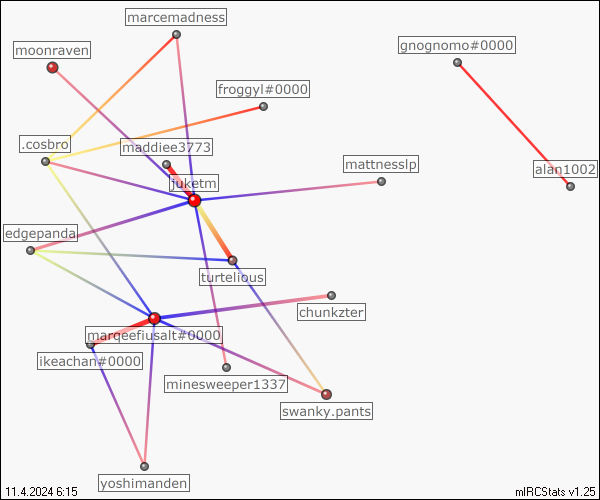 marcemadness
gnognomo#0000
moonraven
froggyl#0000
.cosbro
maddiee3773
mattnesslp
alan1002
juketm
edgepanda
turtelious
chunkzter
marqeefiusalt#0000
ikeachan#0000
minesweeper1337
swanky.pants
yoshimanden
11.4.2024 6:15
mIRCStats v1.25